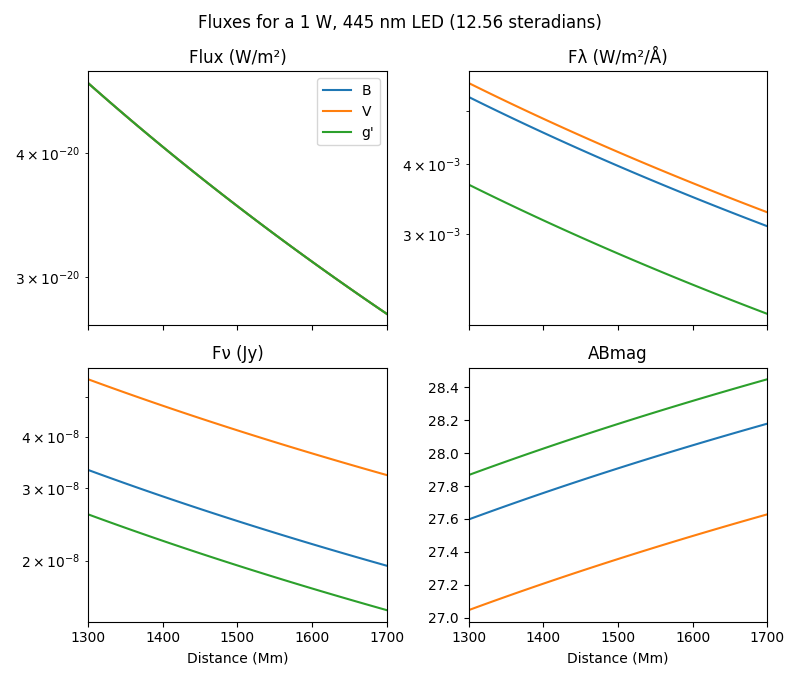 Fluxes for a 1 W, 445 nm LED (12.56 steradians)
Flux (W/m²)
B
V
g'
4 × 10⁻²⁰
3 × 10⁻²⁰
Fλ (W/m²/Å)
4 × 10⁻³
3 × 10⁻³
Fν (Jy)
4 × 10⁻⁸
3 × 10⁻⁸
2 × 10⁻⁸
1300 1400 1500 1600 1700
Distance (Mm)
ABmag
28.4
28.2
28.0
27.8
27.6
27.4
27.2
27.0
1300 1400 1500 1600 1700
Distance (Mm)